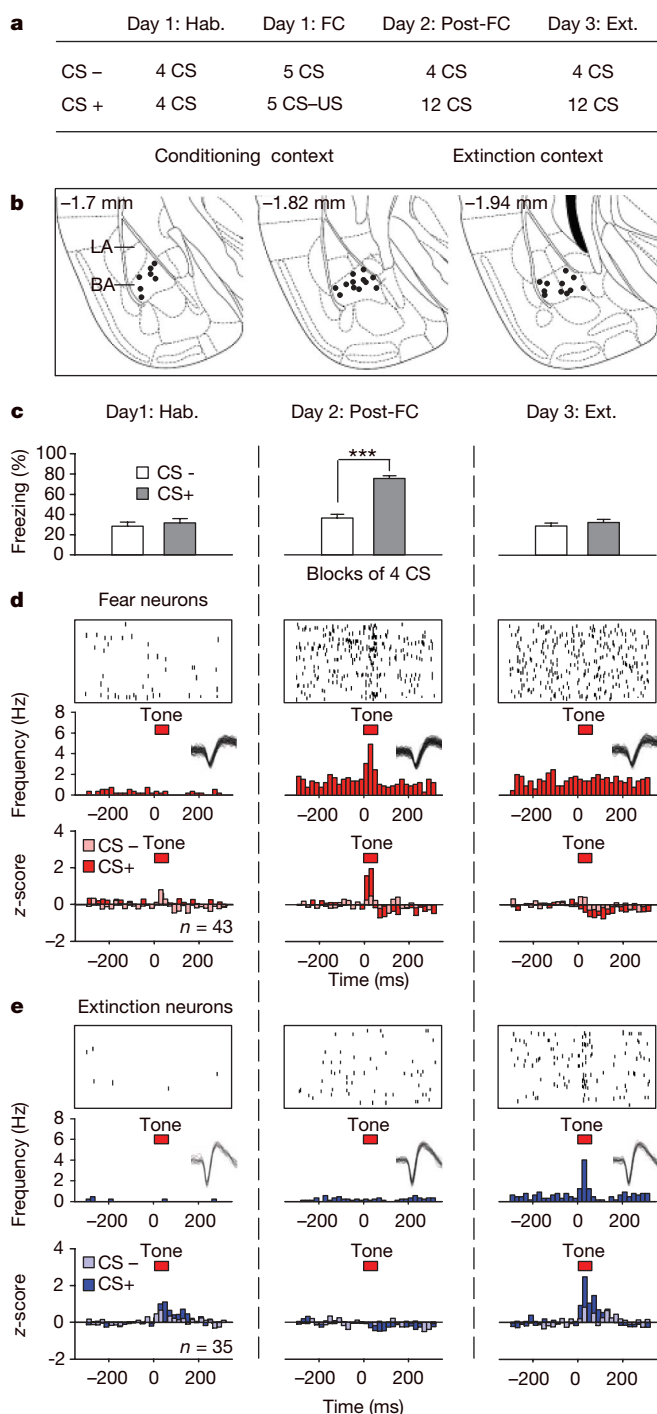 a
Day 1: Hab. Day 1: FC Day 2: Post-FC Day 3: Ext.
CS – 4 CS 5 CS 4 CS 4 CS
CS + 4 CS 5 CS–US 12 CS 12 CS
Conditioning context Extinction context
b
–1.7 mm –1.82 mm –1.94 mm
LA
BA
c
Day1: Hab. Day 2: Post-FC Day 3: Ext.
Freezing (%)
100
80
60
40
20
0
CS -
CS+
***
Blocks of 4 CS
d
Fear neurons
Frequency (Hz)
8
6
4
2
0
Tone Tone Tone
−200 0 200 −200 0 200 −200 0 200
z-score
4
2
0
−2
CS −
CS+
Tone Tone Tone
n = 43
−200 0 200 −200 0 200 −200 0 200
Time (ms)
e
Extinction neurons
Frequency (Hz)
8
6
4
2
0
Tone Tone Tone
−200 0 200 −200 0 200 −200 0 200
z-score
4
2
0
-2
CS −
CS+
Tone Tone Tone
n = 35
−200 0 200 −200 0 200 −200 0 200
Time (ms)